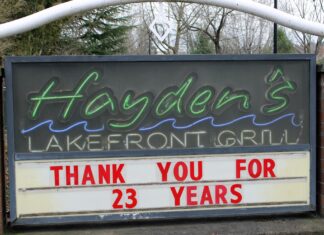 Hayden's
LAKEFRONT GRILL
THANK YOU FOR
23 YEARS